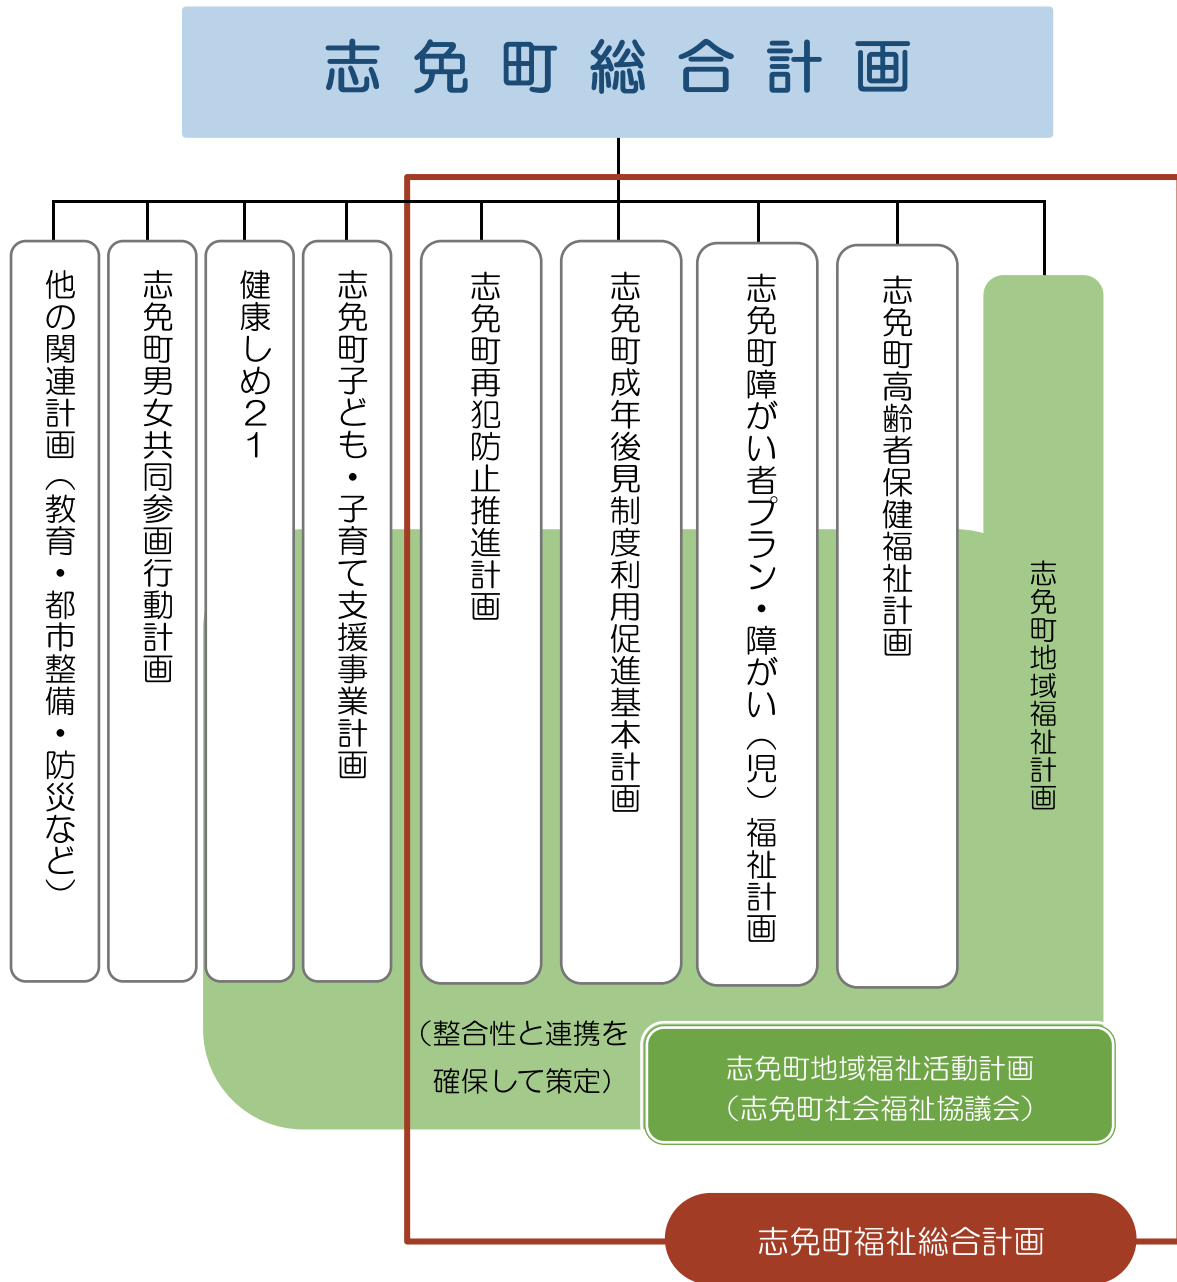 志免町総合計画
他の関連計画（教育・都市整備・防災など）
志免町男女共同参画行動計画
健康しめ２１
志免町子ども・子育て支援事業計画
志免町再犯防止推進計画
志免町成年後見制度利用促進基本計画
志免町障がい者プラン・障がい（児）福祉計画
志免町高齢者保健福祉計画
志免町地域福祉計画
（整合性と連携を
確保して策定）
志免町地域福祉活動計画
（志免町社会福祉協議会）
志免町福祉総合計画